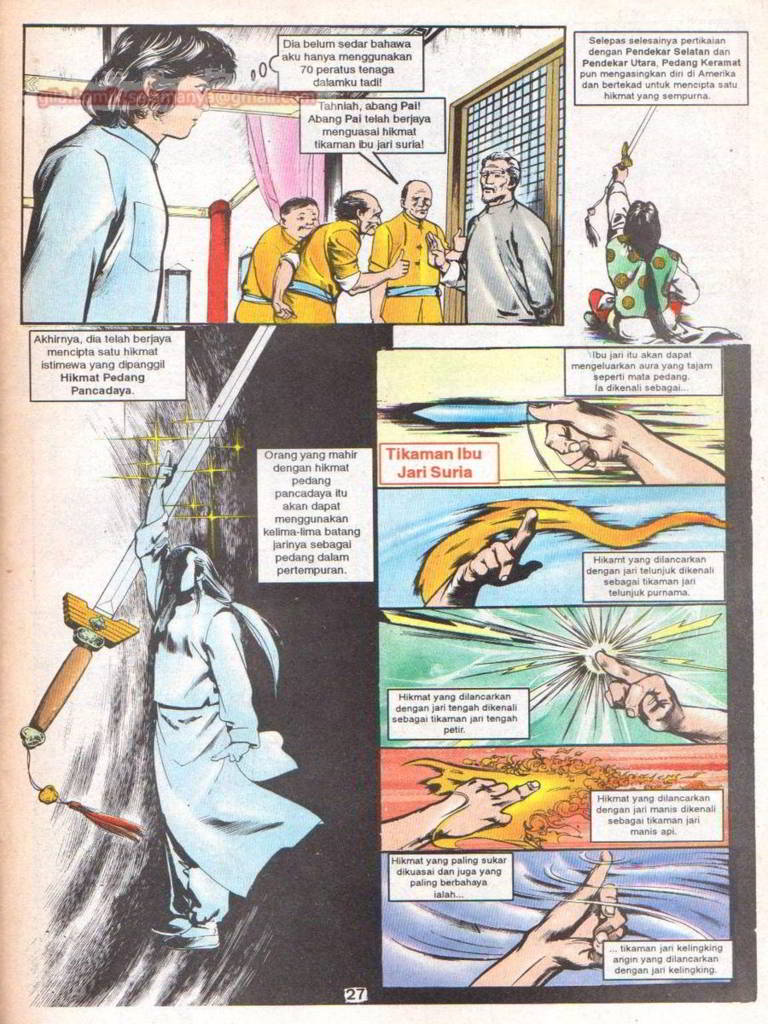 Dia belum sedar bahawa
aku hanya menggunakan
70 peratus tenaga
dalamku tadi!
Tahniah, abang Pai!
Abang Pai telah berjaya
menguasai hikmat
tikaman ibu jari suria!
Selepas selesainya pertikaian
dengan Pendekar Selatan dan
Pendekar Utara, Pedang Keramat
pun mengasingkan diri di Amerika
dan bertekad untuk mencipta satu
hikmat yang sempurna.
Akhirnya, dia telah berjaya
mencipta satu hikmat
istimewa yang dipanggil
Hikmat Pedang
Pancadaya.
Orang yang mahir
dengan hikmat
pedang
pancadaya itu
akan dapat
menggunakan
kelima-lima batang
jarinya sebagai
pedang dalam
pertempuran.
Ibu jari itu akan dapat
mengeluarkan aura yang tajam
seperti mata pedang.
Ia dikenali sebagai...
Tikaman Ibu
Jari Suria
Hikamt yang dilancarkan
dengan jari telunjuk dikenali
sebagai tikaman jari
telunjuk purnama.
Hikmat yang dilancarkan
dengan jari tengah dikenali
sebagai tikaman jari tengah
petir.
Hikmat yang dilancarkan
dengan jari manis dikenali
sebagai tikaman jari
manis api.
Hikmat yang paling sukar
dikuasai dan juga yang
paling berbahaya
ialah...
... tikaman jari kelingking
angin yang dilancarkan
dengan jari kelingking.
27